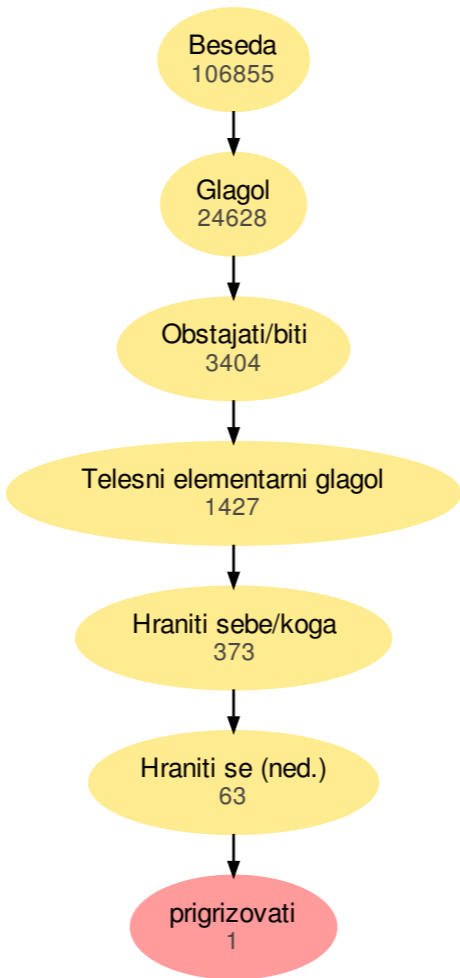 Beseda
106855
Glagol
24628
Obstajati/biti
3404
Telesni elementarni glagol
1427
Hraniti sebe/koga
373
Hraniti se (ned.)
63
prigrizovati
1